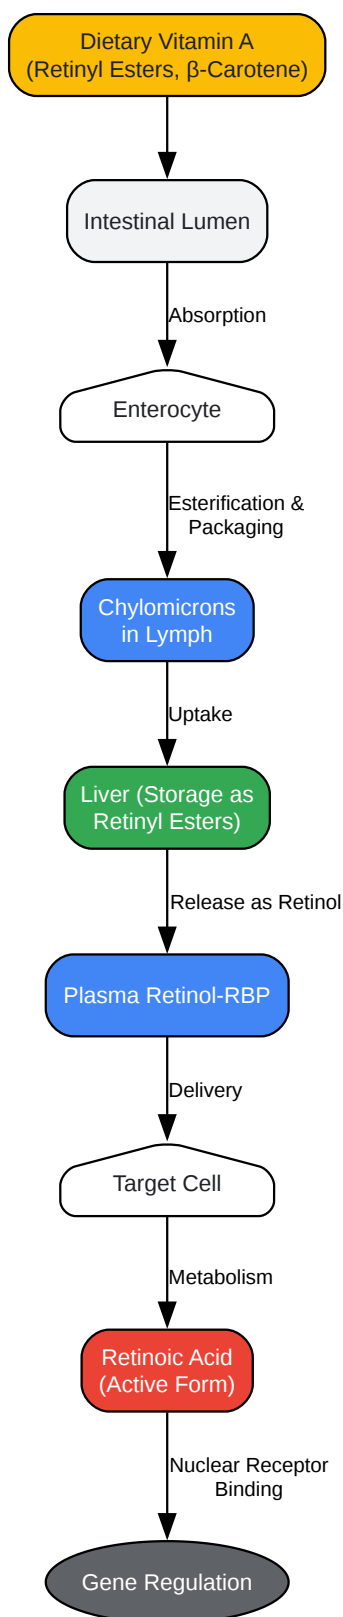 Dietary Vitamin A
(Retinyl Esters, β-Carotene)
Intestinal Lumen
Absorption
Enterocyte
Esterification &
Packaging
Chylomicrons
in Lymph
Uptake
Liver (Storage as
Retinyl Esters)
Release as Retinol
Plasma Retinol-RBP
Delivery
Target Cell
Metabolism
Retinoic Acid
(Active Form)
Nuclear Receptor
Binding
Gene Regulation